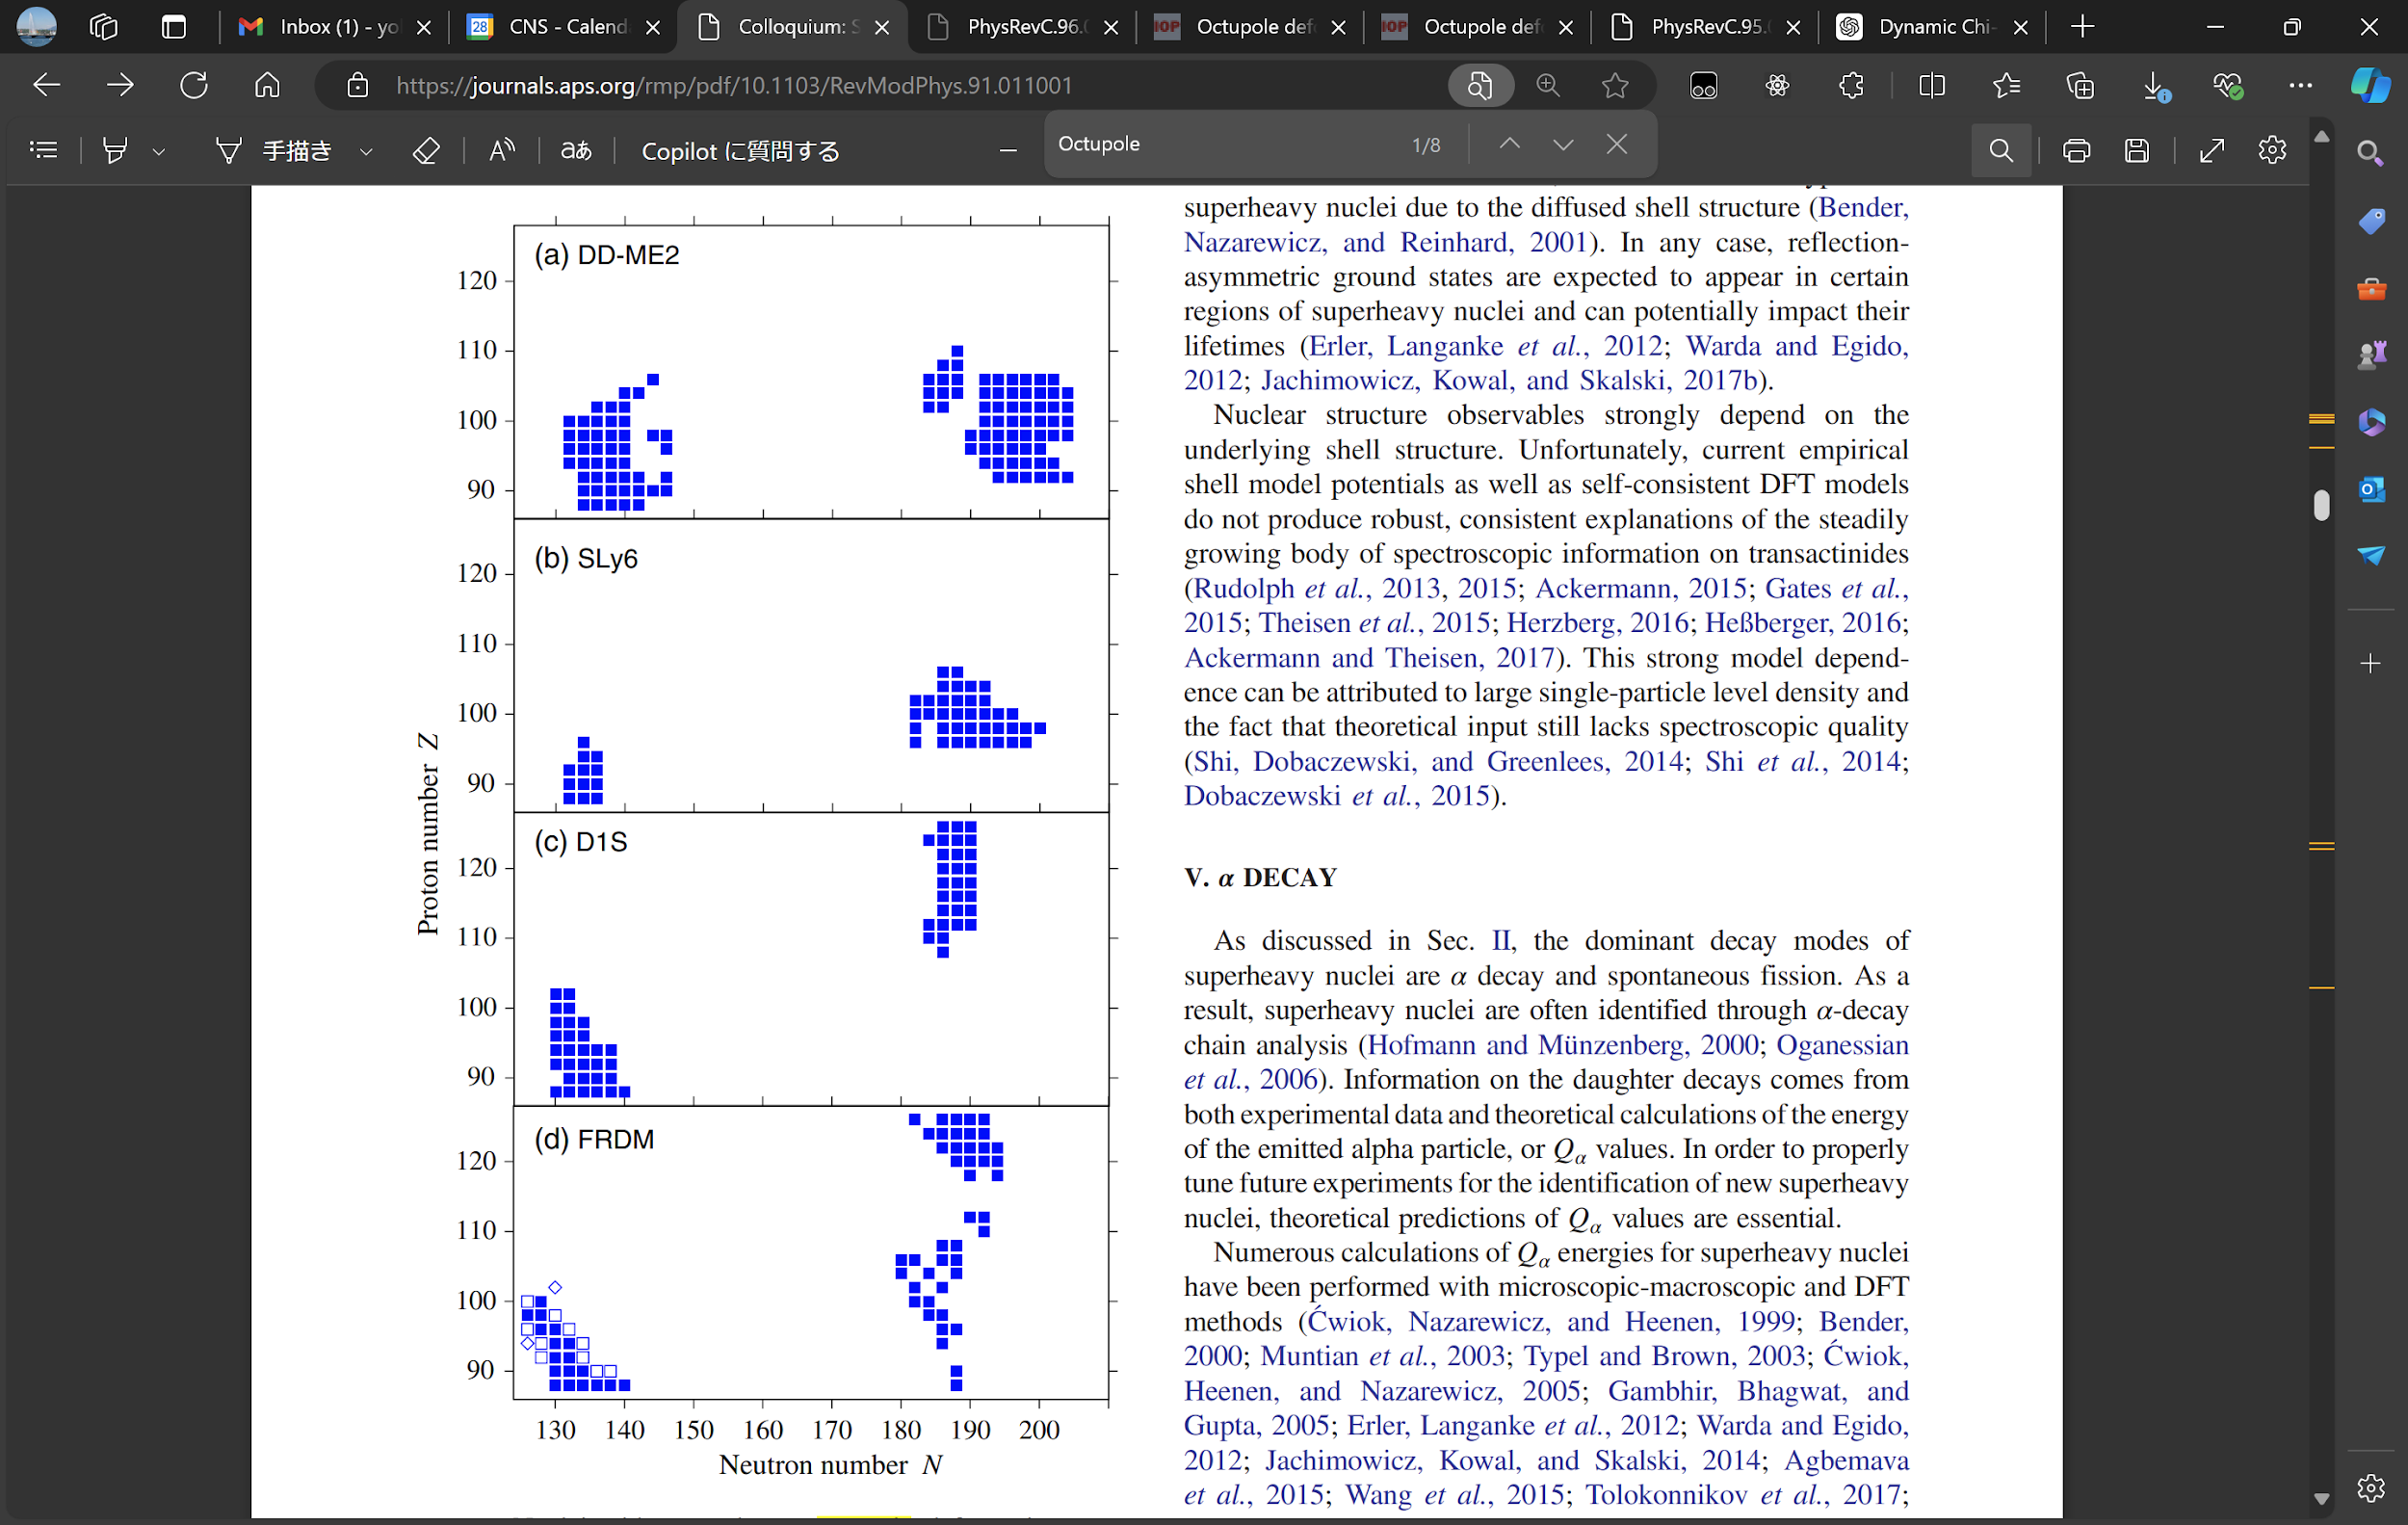 Inbox (1) - yo
CNS - Calend
Colloquium: S
PhysRevC.96.0
Octupole def
Octupole def
PhysRevC.95.0
Dynamic Chi-
https://journals.aps.org/rmp/pdf/10.1103/RevModPhys.91.011001
手描き
aあ
Copilot に質問する
Octupole
1/8
(a) DD-ME2
120
110
100
90
(b) SLy6
120
110
100
90
(c) D1S
120
110
100
90
(d) FRDM
120
110
100
90
Proton number Z
130 140 150 160 170 180 190 200
Neutron number N
superheavy nuclei due to the diffused shell structure (Bender,
Nazarewicz, and Reinhard, 2001). In any case, reflection-
asymmetric ground states are expected to appear in certain
regions of superheavy nuclei and can potentially impact their
lifetimes (Erler, Langanke et al., 2012; Warda and Egido,
2012; Jachimowicz, Kowal, and Skalski, 2017b).
Nuclear structure observables strongly depend on the
underlying shell structure. Unfortunately, current empirical
shell model potentials as well as self-consistent DFT models
do not produce robust, consistent explanations of the steadily
growing body of spectroscopic information on transactinides
(Rudolph et al., 2013, 2015; Ackermann, 2015; Gates et al.,
2015; Theisen et al., 2015; Herzberg, 2016; Heßberger, 2016;
Ackermann and Theisen, 2017). This strong model depend-
ence can be attributed to large single-particle level density and
the fact that theoretical input still lacks spectroscopic quality
(Shi, Dobaczewski, and Greenlees, 2014; Shi et al., 2014;
Dobaczewski et al., 2015).
V. α DECAY
As discussed in Sec. II, the dominant decay modes of
superheavy nuclei are α decay and spontaneous fission. As a
result, superheavy nuclei are often identified through α-decay
chain analysis (Hofmann and Münzenberg, 2000; Oganessian
et al., 2006). Information on the daughter decays comes from
both experimental data and theoretical calculations of the energy
of the emitted alpha particle, or Qα values. In order to properly
tune future experiments for the identification of new superheavy
nuclei, theoretical predictions of Qα values are essential.
Numerous calculations of Qα energies for superheavy nuclei
have been performed with microscopic-macroscopic and DFT
methods (Ćwiok, Nazarewicz, and Heenen, 1999; Bender,
2000; Muntian et al., 2003; Typel and Brown, 2003; Ćwiok,
Heenen, and Nazarewicz, 2005; Gambhir, Bhagwat, and
Gupta, 2005; Erler, Langanke et al., 2012; Warda and Egido,
2012; Jachimowicz, Kowal, and Skalski, 2014; Agbemava
et al., 2015; Wang et al., 2015; Tolokonnikov et al., 2017;